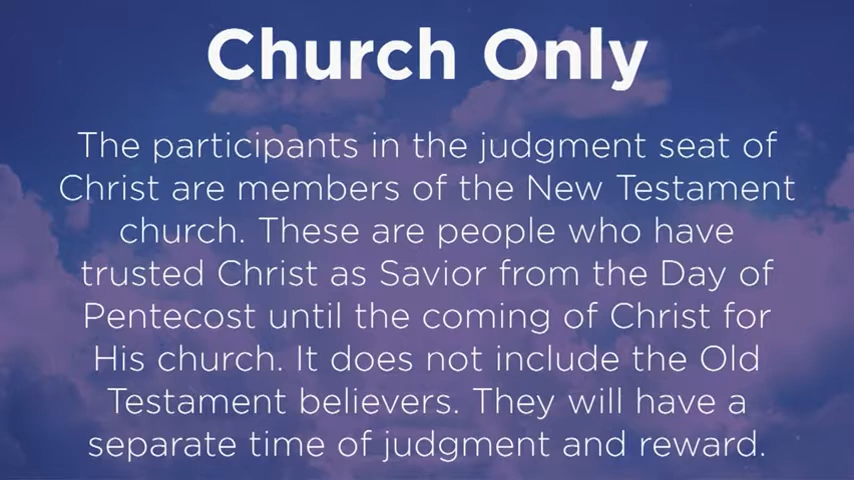 Church Only
The participants in the judgment seat of
Christ are members of the New Testament
church. These are people who have
trusted Christ as Savior from the Day of
Pentecost until the coming of Christ for
His church. It does not include the Old
Testament believers. They will have a
separate time of judgment and reward.